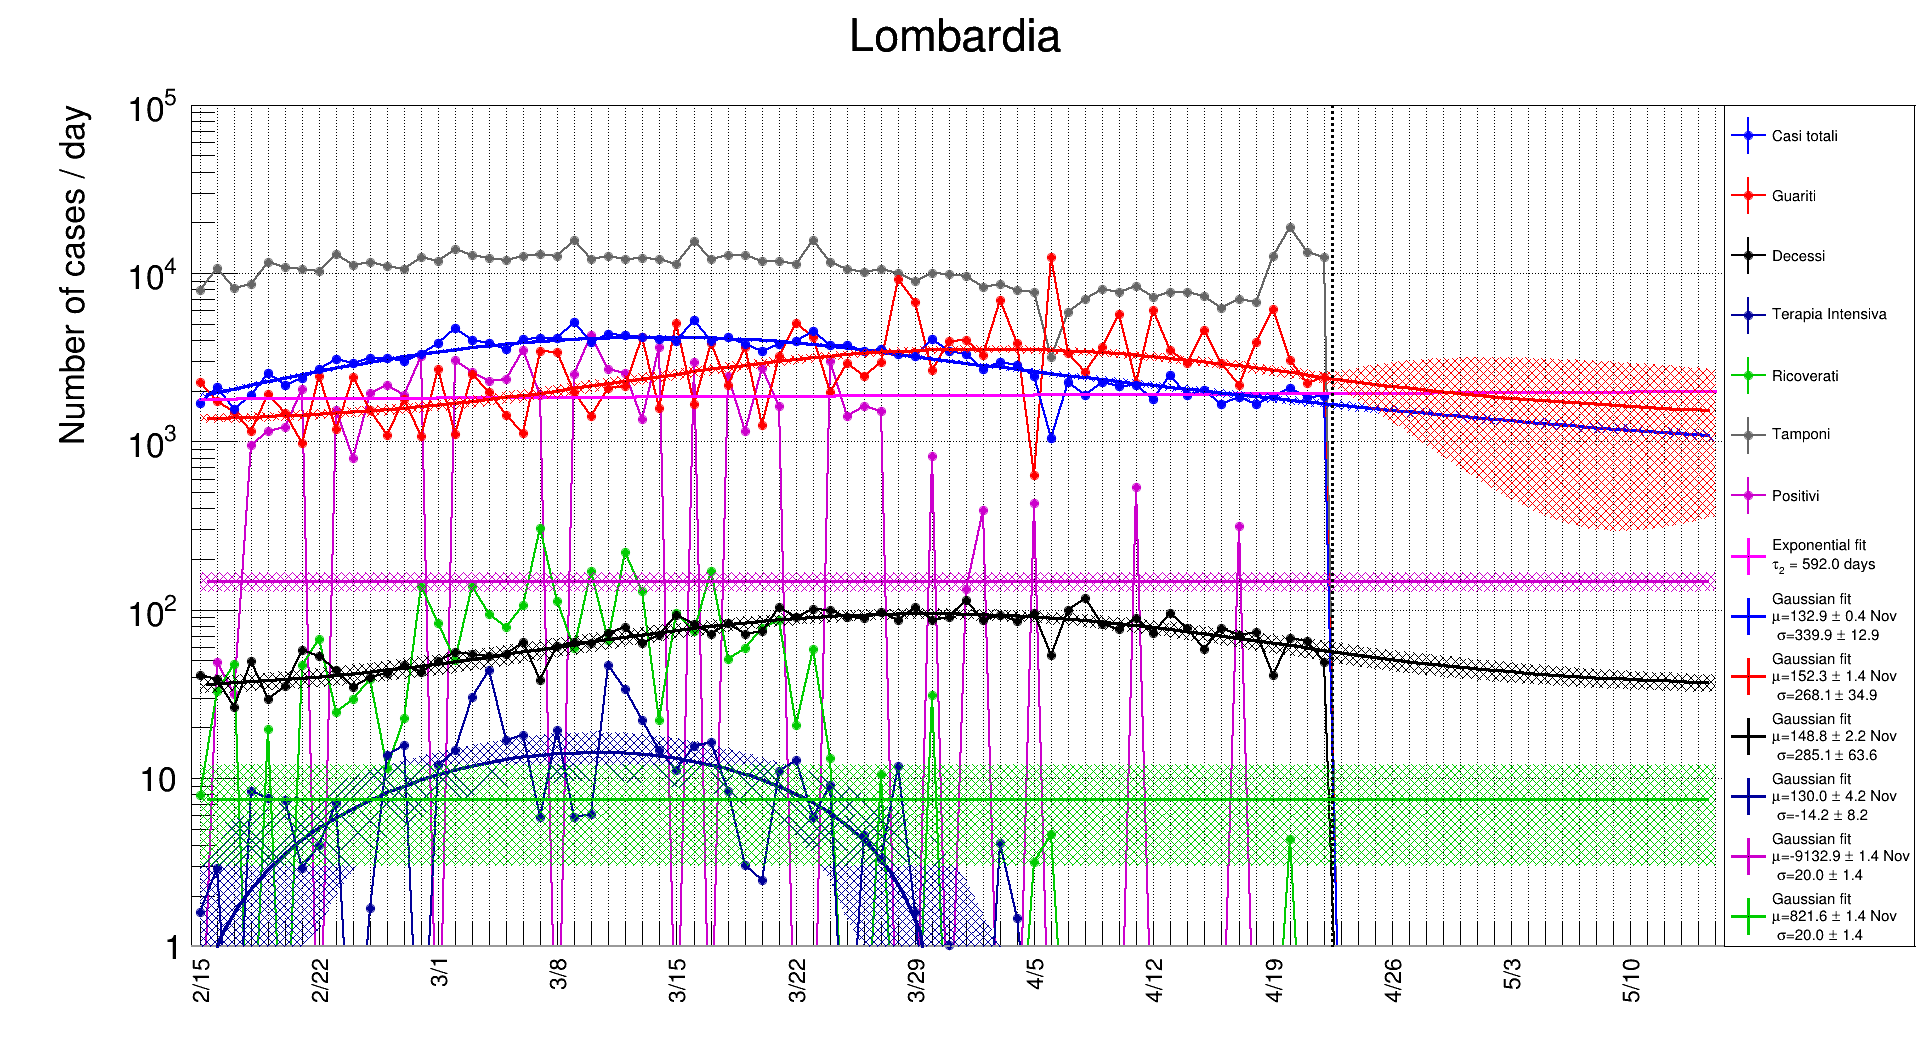 Lombardia
Number of cases / day
10^5
10^4
10^3
10^2
10
1
2/15
2/22
3/1
3/8
3/15
3/22
3/29
4/5
4/12
4/19
4/26
5/3
5/10
Casi totali
Guariti
Decessi
Terapia Intensiva
Ricoverati
Tamponi
Positivi
Exponential fit
τ₂ = 592.0 days
Gaussian fit
μ=132.9 ± 0.4 Nov
σ=339.9 ± 12.9
Gaussian fit
μ=152.3 ± 1.4 Nov
σ=268.1 ± 34.9
Gaussian fit
μ=148.8 ± 2.2 Nov
σ=285.1 ± 63.6
Gaussian fit
μ=130.0 ± 4.2 Nov
σ=-14.2 ± 8.2
Gaussian fit
μ=-9132.9 ± 1.4 Nov
σ=20.0 ± 1.4
Gaussian fit
μ=821.6 ± 1.4 Nov
σ=20.0 ± 1.4